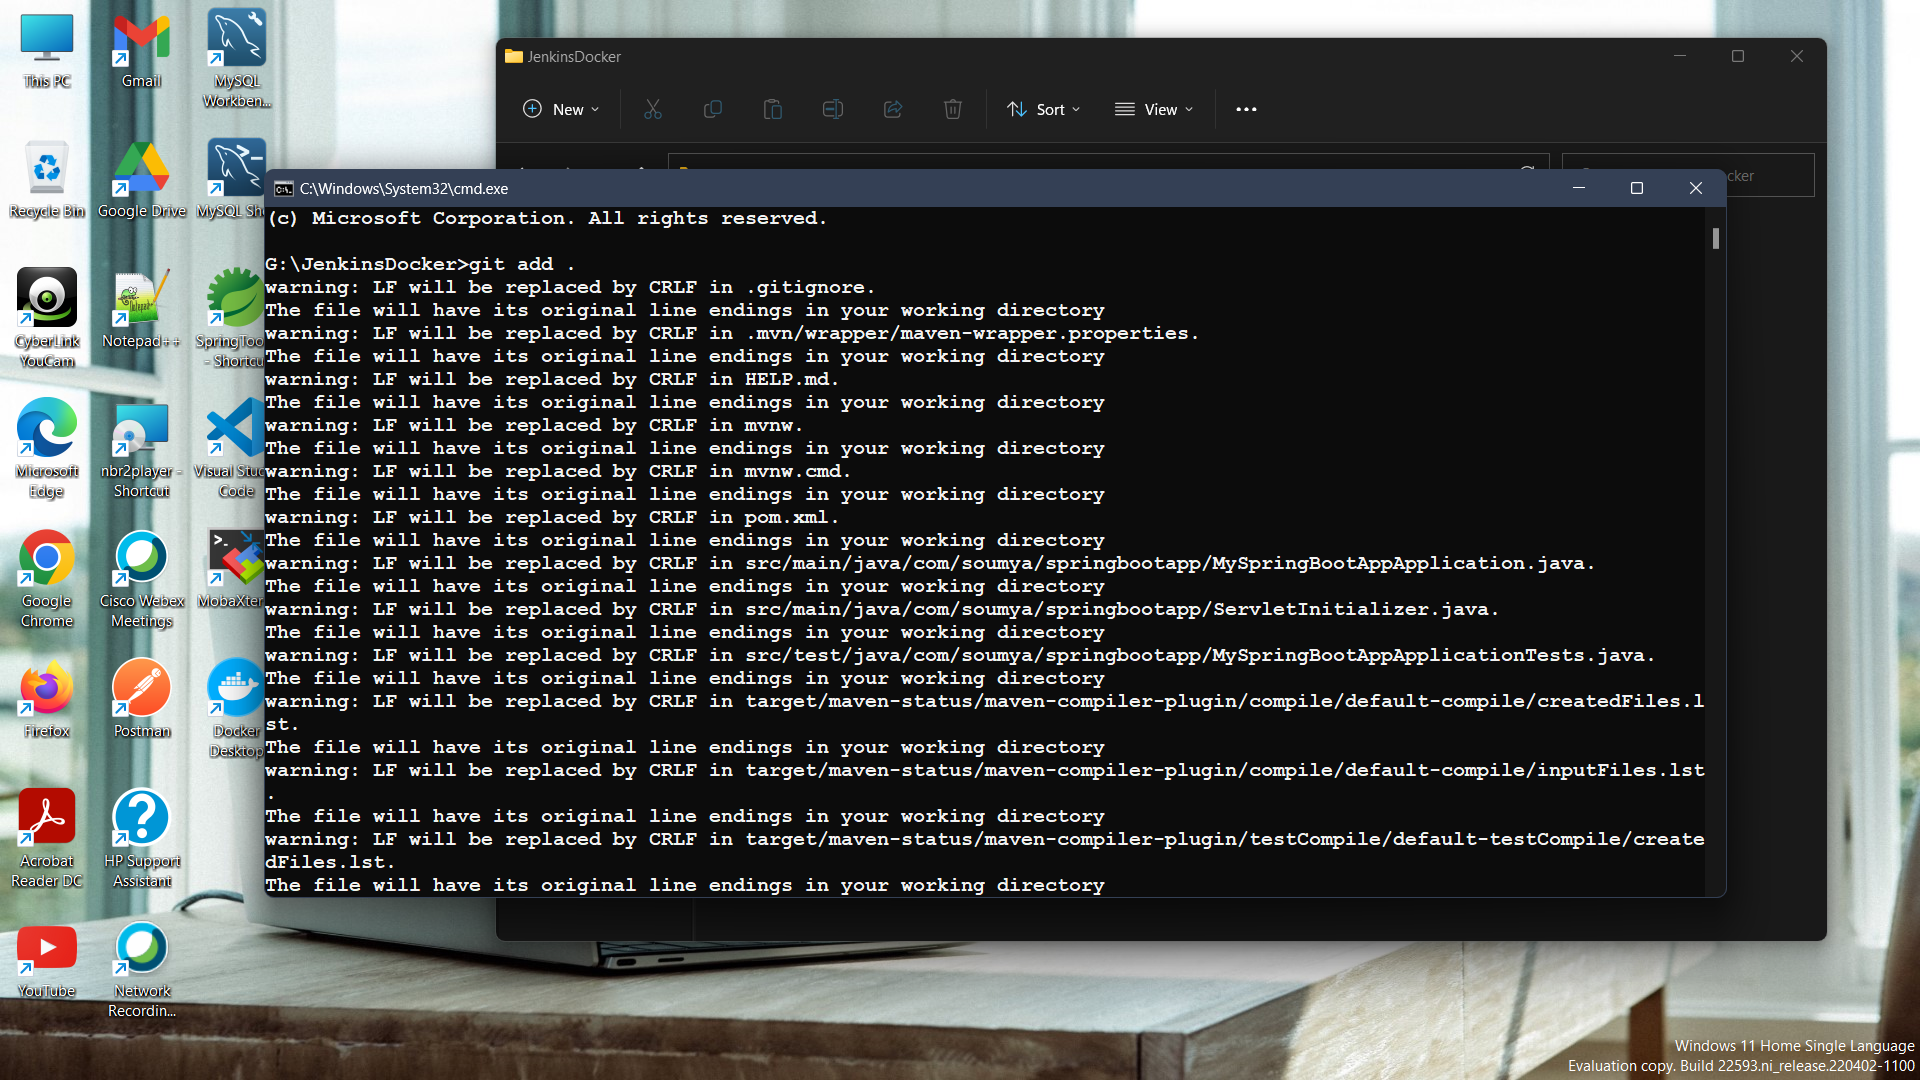 This PC
Gmail
MySQL
Workben...
Recycle Bin
Google Drive
MySQL Sh
CyberLink
YouCam
Notepad++
SpringToo
- Shortcu
Microsoft
Edge
nbr2player -
Shortcut
Visual Stud
Code
Google
Chrome
Cisco Webex
Meetings
MobaXter
Firefox
Postman
Docker
Desktop
Acrobat
Reader DC
HP Support
Assistant
YouTube
Network
Recordin...
JenkinsDocker
New
Sort
View
cker
C:\Windows\System32\cmd.exe
(c) Microsoft Corporation. All rights reserved.
G:\JenkinsDocker>git add .
warning: LF will be replaced by CRLF in .gitignore.
The file will have its original line endings in your working directory
warning: LF will be replaced by CRLF in .mvn/wrapper/maven-wrapper.properties.
The file will have its original line endings in your working directory
warning: LF will be replaced by CRLF in HELP.md.
The file will have its original line endings in your working directory
warning: LF will be replaced by CRLF in mvnw.
The file will have its original line endings in your working directory
warning: LF will be replaced by CRLF in mvnw.cmd.
The file will have its original line endings in your working directory
warning: LF will be replaced by CRLF in pom.xml.
The file will have its original line endings in your working directory
warning: LF will be replaced by CRLF in src/main/java/com/soumya/springbootapp/MySpringBootAppApplication.java.
The file will have its original line endings in your working directory
warning: LF will be replaced by CRLF in src/main/java/com/soumya/springbootapp/ServletInitializer.java.
The file will have its original line endings in your working directory
warning: LF will be replaced by CRLF in src/test/java/com/soumya/springbootapp/MySpringBootAppApplicationTests.java.
The file will have its original line endings in your working directory
warning: LF will be replaced by CRLF in target/maven-status/maven-compiler-plugin/compile/default-compile/createdFiles.l
st.
The file will have its original line endings in your working directory
warning: LF will be replaced by CRLF in target/maven-status/maven-compiler-plugin/compile/default-compile/inputFiles.lst
.
The file will have its original line endings in your working directory
warning: LF will be replaced by CRLF in target/maven-status/maven-compiler-plugin/testCompile/default-testCompile/create
dFiles.lst.
The file will have its original line endings in your working directory
Windows 11 Home Single Language
Evaluation copy. Build 22593.ni_release.220402-1100